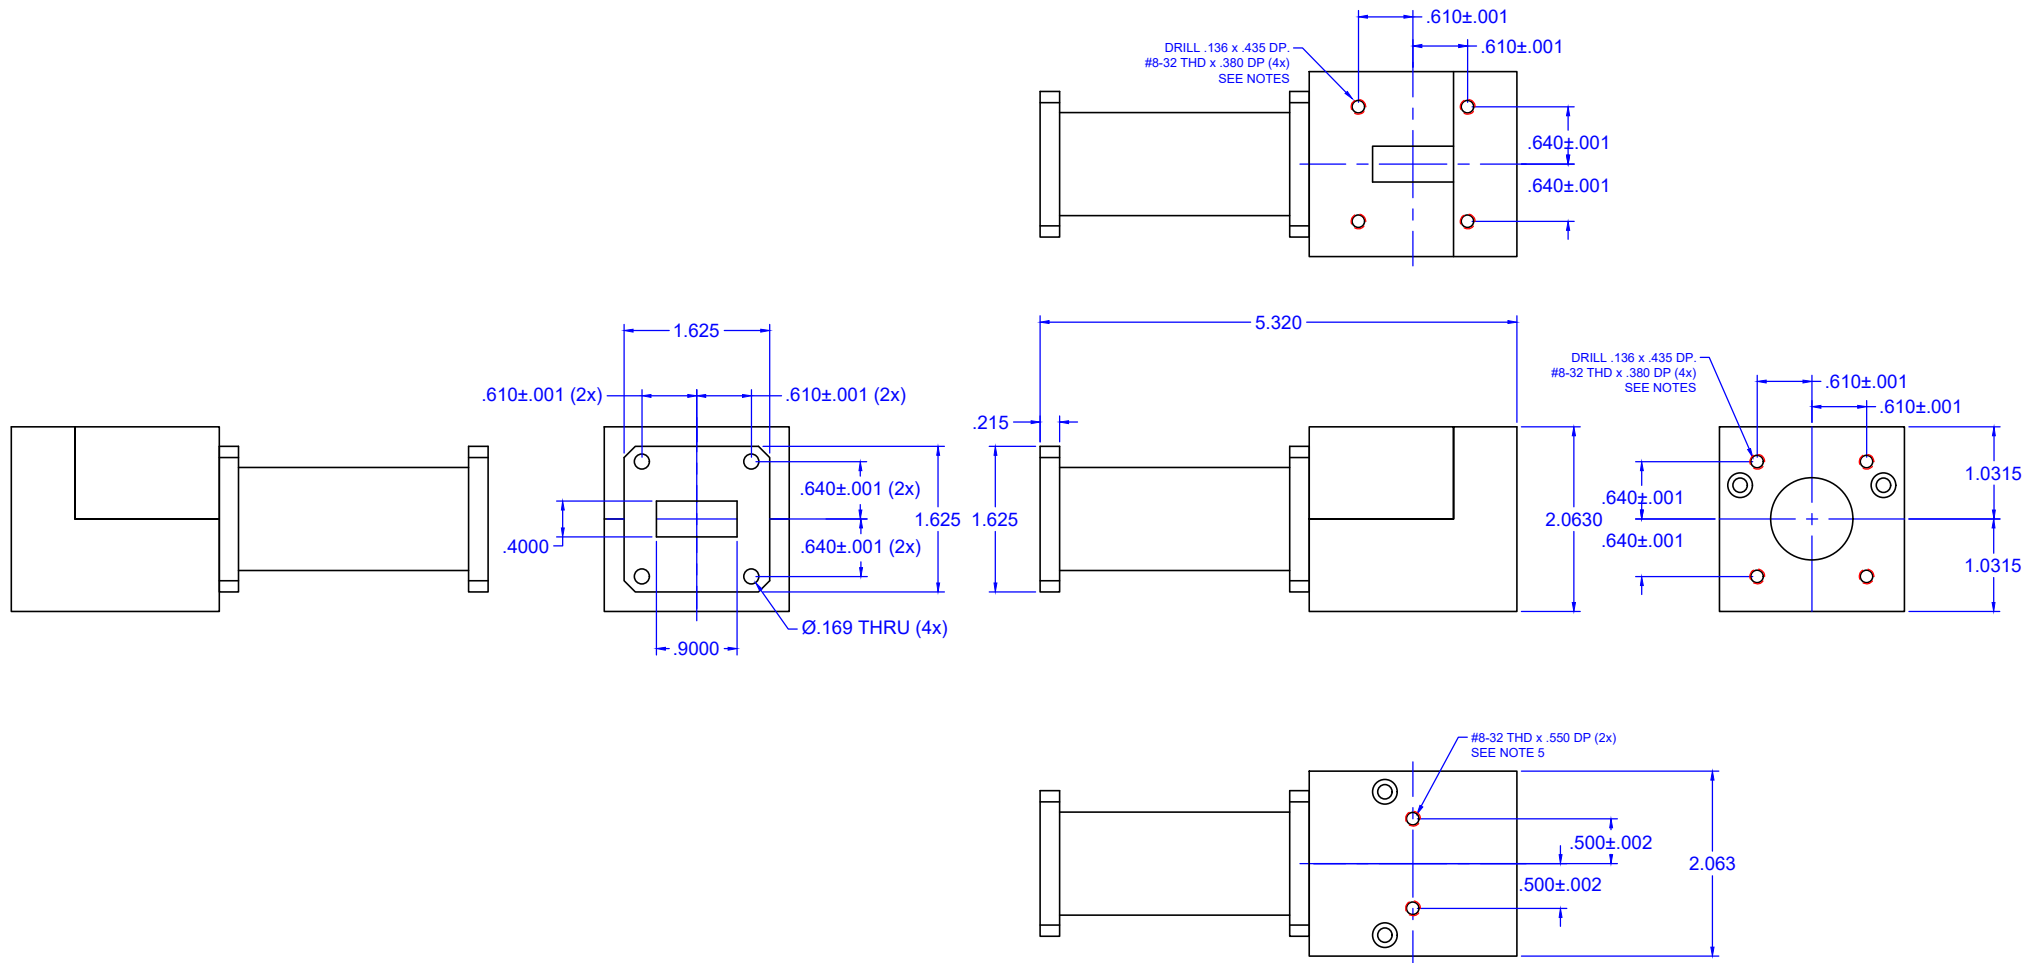 .610±.001
.610±.001
DRILL .136 x .435 DP.
#8-32 THD x .380 DP (4x)
SEE NOTES
.640±.001
.640±.001
1.625
.610±.001 (2x)
.610±.001 (2x)
.640±.001 (2x)
1.625
.640±.001 (2x)
.4000
Ø.169 THRU (4x)
.9000
5.320
.215
1.625
2.0630
DRILL .136 x .435 DP.
#8-32 THD x .380 DP (4x)
SEE NOTES
.610±.001
.610±.001
1.0315
.640±.001
.640±.001
1.0315
#8-32 THD x .550 DP (2x)
SEE NOTE 5
.500±.002
2.063
.500±.002